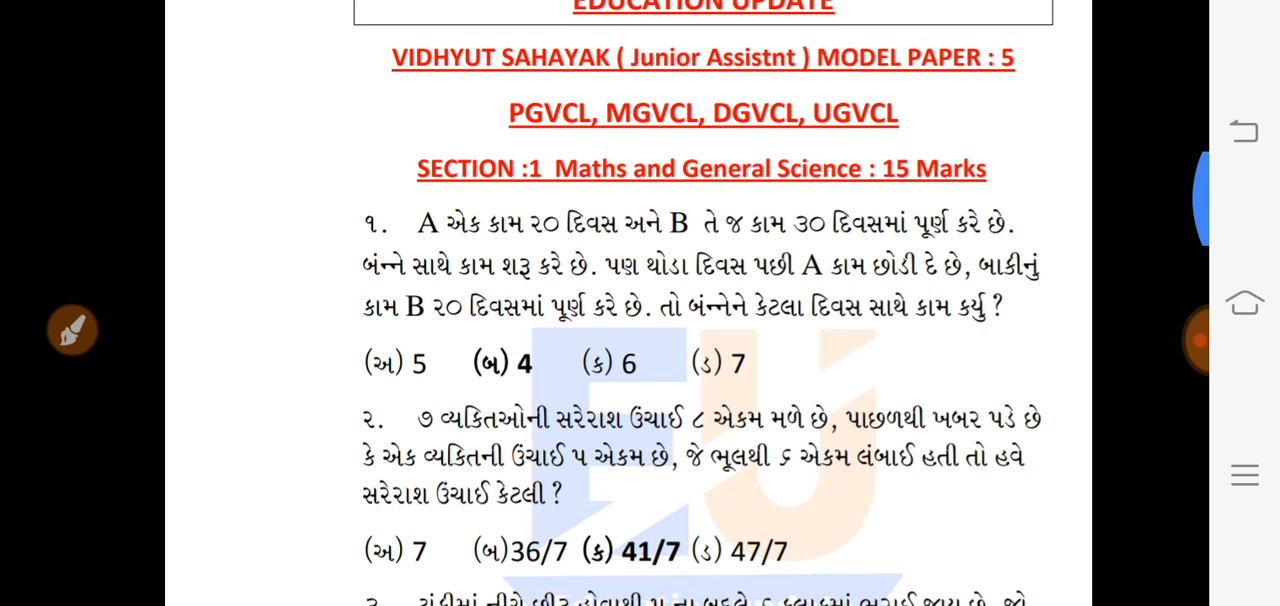 EDUCATION UPDATE
VIDHYUT SAHAYAK ( Junior Assistnt ) MODEL PAPER : 5
PGVCL, MGVCL, DGVCL, UGVCL
SECTION :1 Maths and General Science : 15 Marks
૧. A એક કામ ૨૦ દિવસ અને B તે જ કામ ૩૦ દિવસમાં પૂર્ણ કરે છે.
બંન્ને સાથે કામ શરૂ કરે છે. પણ થોડા દિવસ પછી A કામ છોડી દે છે, બાકીનું
કામ B ૨૦ દિવસમાં પૂર્ણ કરે છે. તો બંન્નેને કેટલા દિવસ સાથે કામ કર્યુ ?
(અ) 5 (બ) 4 (ક) 6 (ડ) 7
૨. ૭ વ્યકિતઓની સરેરાશ ઉંચાઈ ૮ એકમ મળે છે, પાછળથી ખબર પડે છે
કે એક વ્યકિતની ઉંચાઈ ૫ એકમ છે, જે ભૂલથી ૬ એકમ લંબાઈ હતી તો હવે
સરેરાશ ઉંચાઈ કેટલી ?
(અ) 7 (બ)36/7 (ક) 41/7 (ડ) 47/7